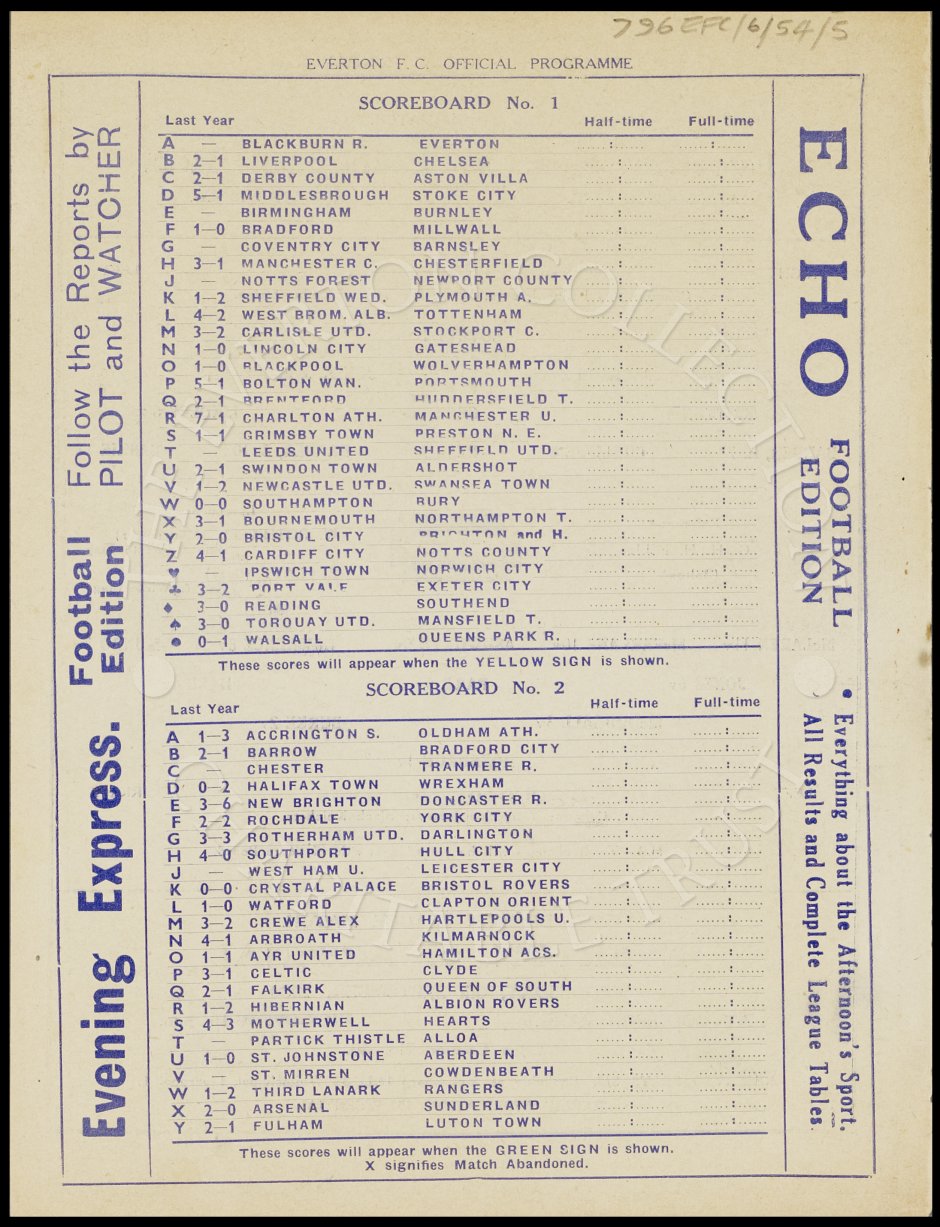 796EFC/6/54/5
EVERTON F. C. OFFICIAL PROGRAMME
Follow the Reports by
PILOT and WATCHER
Evening Express. Football
Edition
SCOREBOARD No. 1
Last Year Half-time Full-time
A — BLACKBURN R. EVERTON ......:...... ......:......
B 2—1 LIVERPOOL CHELSEA ......:...... ......:......
C 2—1 DERBY COUNTY ASTON VILLA ......:...... ......:......
D 5—1 MIDDLESBROUGH STOKE CITY ......:...... ......:......
E — BIRMINGHAM BURNLEY ......:...... ......:......
F 1—0 BRADFORD MILLWALL ......:...... ......:......
G — COVENTRY CITY BARNSLEY ......:...... ......:......
H 3—1 MANCHESTER C. CHESTERFIELD ......:...... ......:......
J — NOTTS FOREST NEWPORT COUNTY ......:...... ......:......
K 1—2 SHEFFIELD WED. PLYMOUTH A. ......:...... ......:......
L 4—2 WEST BROM. ALB. TOTTENHAM ......:...... ......:......
M 3—2 CARLISLE UTD. STOCKPORT C. ......:...... ......:......
N 1—0 LINCOLN CITY GATESHEAD ......:...... ......:......
O 1—0 BLACKPOOL WOLVERHAMPTON ......:...... ......:......
P 5—1 BOLTON WAN. PORTSMOUTH ......:...... ......:......
Q 2—1 BRENTFORD HUDDERSFIELD T. ......:...... ......:......
R 7—1 CHARLTON ATH. MANCHESTER U. ......:...... ......:......
S 1—1 GRIMSBY TOWN PRESTON N. E. ......:...... ......:......
T — LEEDS UNITED SHEFFIELD UTD. ......:...... ......:......
U 2—1 SWINDON TOWN ALDERSHOT ......:...... ......:......
V 1—2 NEWCASTLE UTD. SWANSEA TOWN ......:...... ......:......
W 0—0 SOUTHAMPTON BURY ......:...... ......:......
X 3—1 BOURNEMOUTH NORTHAMPTON T. ......:...... ......:......
Y 2—0 BRISTOL CITY BRIGHTON and H. ......:...... ......:......
Z 4—1 CARDIFF CITY NOTTS COUNTY ......:...... ......:......
♥ — IPSWICH TOWN NORWICH CITY ......:...... ......:......
♣ 3—2 PORT VALE EXETER CITY ......:...... ......:......
♦ 3—0 READING SOUTHEND ......:...... ......:......
♠ 3—0 TORQUAY UTD. MANSFIELD T. ......:...... ......:......
● 0—1 WALSALL QUEENS PARK R. ......:...... ......:......
These scores will appear when the YELLOW SIGN is shown.
SCOREBOARD No. 2
Last Year Half-time Full-time
A 1—3 ACCRINGTON S. OLDHAM ATH. ......:...... ......:......
B 2—1 BARROW BRADFORD CITY ......:...... ......:......
C — CHESTER TRANMERE R. ......:...... ......:......
D 0—2 HALIFAX TOWN WREXHAM ......:...... ......:......
E 3—6 NEW BRIGHTON DONCASTER R. ......:...... ......:......
F 2—2 ROCHDALE YORK CITY ......:...... ......:......
G 3—3 ROTHERHAM UTD. DARLINGTON ......:...... ......:......
H 4—0 SOUTHPORT HULL CITY ......:...... ......:......
J — WEST HAM U. LEICESTER CITY ......:...... ......:......
K 0—0 CRYSTAL PALACE BRISTOL ROVERS ......:...... ......:......
L 1—0 WATFORD CLAPTON ORIENT ......:...... ......:......
M 3—2 CREWE ALEX HARTLEPOOLS U. ......:...... ......:......
N 4—1 ARBROATH KILMARNOCK ......:...... ......:......
O 1—1 AYR UNITED HAMILTON ACS. ......:...... ......:......
P 3—1 CELTIC CLYDE ......:...... ......:......
Q 2—1 FALKIRK QUEEN OF SOUTH ......:...... ......:......
R 1—2 HIBERNIAN ALBION ROVERS ......:...... ......:......
S 4—3 MOTHERWELL HEARTS ......:...... ......:......
T — PARTICK THISTLE ALLOA ......:...... ......:......
U 1—0 ST. JOHNSTONE ABERDEEN ......:...... ......:......
V — ST. MIRREN COWDENBEATH ......:...... ......:......
W 1—2 THIRD LANARK RANGERS ......:...... ......:......
X 2—0 ARSENAL SUNDERLAND ......:...... ......:......
Y 2—1 FULHAM LUTON TOWN ......:...... ......:......
These scores will appear when the GREEN SIGN is shown.
X signifies Match Abandoned.
ECHO FOOTBALL
EDITION
• Everything about the Afternoon's Sport.
All Results and Complete League Tables
THE EVERTON COLLECTION
CHARITABLE TRUST